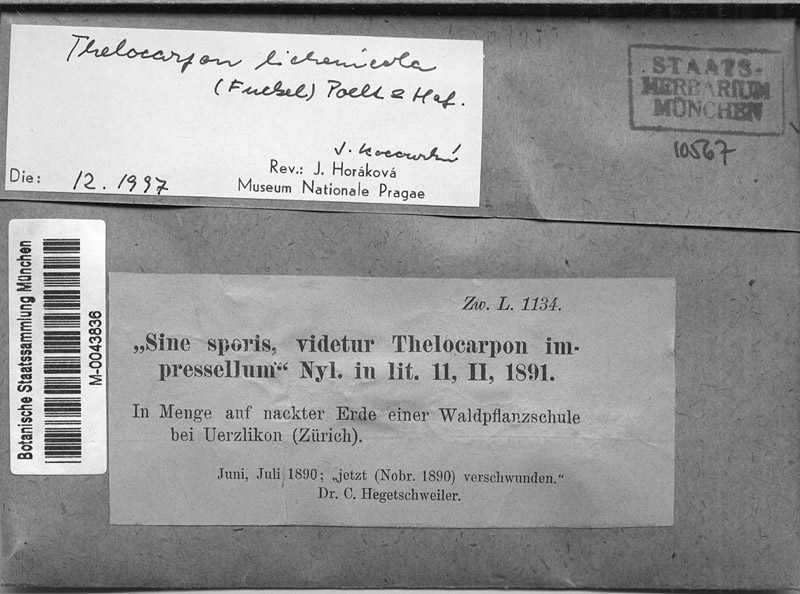 Thelocarpon lichenicola
(Fuckel) Poelt & Haf.
J. Kocourková
Rev.: J. Horáková
Die: 12. 1997
Museum Nationale Pragae
STAATS-
HERBARIUM
MÜNCHEN
10567
Botanische Staatssammlung München
M-0043836
Zw. L. 1134.
„Sine sporis, videtur Thelocarpon im-
pressellum“ Nyl. in lit. 11, II, 1891.
In Menge auf nackter Erde einer Waldpflanzschule
bei Uerzlikon (Zürich).
Juni, Juli 1890; „jetzt (Nobr. 1890) verschwunden.“
Dr. C. Hegetschweiler.